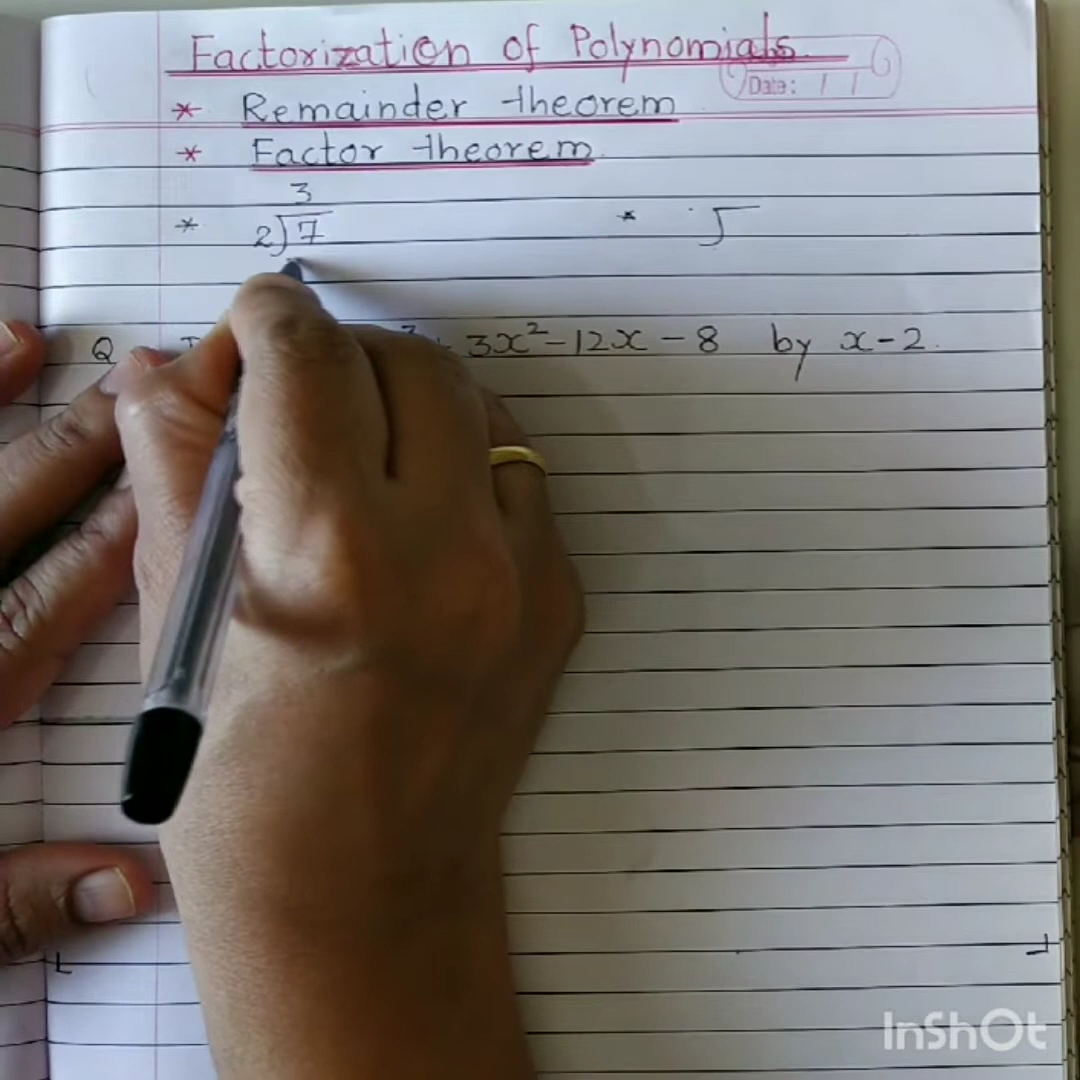 Factorization of Polynomials
Date: / /
* Remainder theorem
* Factor theorem.
3
* 2)7 *
Q 3x²-12x-8 by x-2.
InShOt